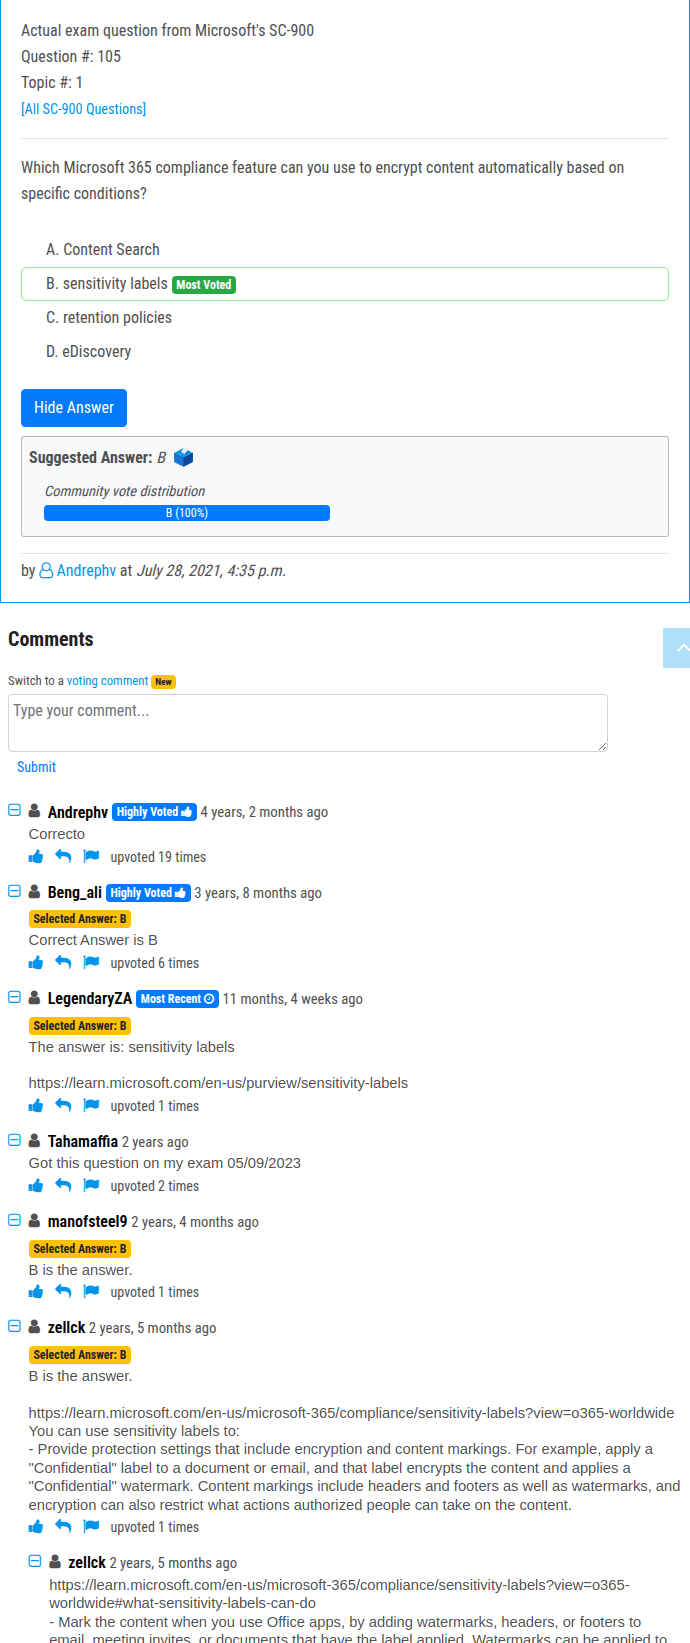 Actual exam question from Microsoft's SC-900
Question #: 105
Topic #: 1
[All SC-900 Questions]
Which Microsoft 365 compliance feature can you use to encrypt content automatically based on
specific conditions?
A. Content Search
B. sensitivity labels Most Voted
C. retention policies
D. eDiscovery
Hide Answer
Suggested Answer: B
Community vote distribution
B (100%)
by Andrephv at July 28, 2021, 4:35 p.m.
Comments
Switch to a voting comment New
Type your comment...
Submit
Andrephv Highly Voted 4 years, 2 months ago
Correcto
upvoted 19 times
Beng_ali Highly Voted 3 years, 8 months ago
Selected Answer: B
Correct Answer is B
upvoted 6 times
LegendaryZA Most Recent 11 months, 4 weeks ago
Selected Answer: B
The answer is: sensitivity labels
https://learn.microsoft.com/en-us/purview/sensitivity-labels
upvoted 1 times
Tahamaffia 2 years ago
Got this question on my exam 05/09/2023
upvoted 2 times
manofsteel9 2 years, 4 months ago
Selected Answer: B
B is the answer.
upvoted 1 times
zellck 2 years, 5 months ago
Selected Answer: B
B is the answer.
https://learn.microsoft.com/en-us/microsoft-365/compliance/sensitivity-labels?view=o365-worldwide
You can use sensitivity labels to:
- Provide protection settings that include encryption and content markings. For example, apply a
"Confidential" label to a document or email, and that label encrypts the content and applies a
"Confidential" watermark. Content markings include headers and footers as well as watermarks, and
encryption can also restrict what actions authorized people can take on the content.
upvoted 1 times
zellck 2 years, 5 months ago
https://learn.microsoft.com/en-us/microsoft-365/compliance/sensitivity-labels?view=o365-
worldwide#what-sensitivity-labels-can-do
- Mark the content when you use Office apps, by adding watermarks, headers, or footers to
email, meeting invites, or documents that have the label applied. Watermarks can be applied to